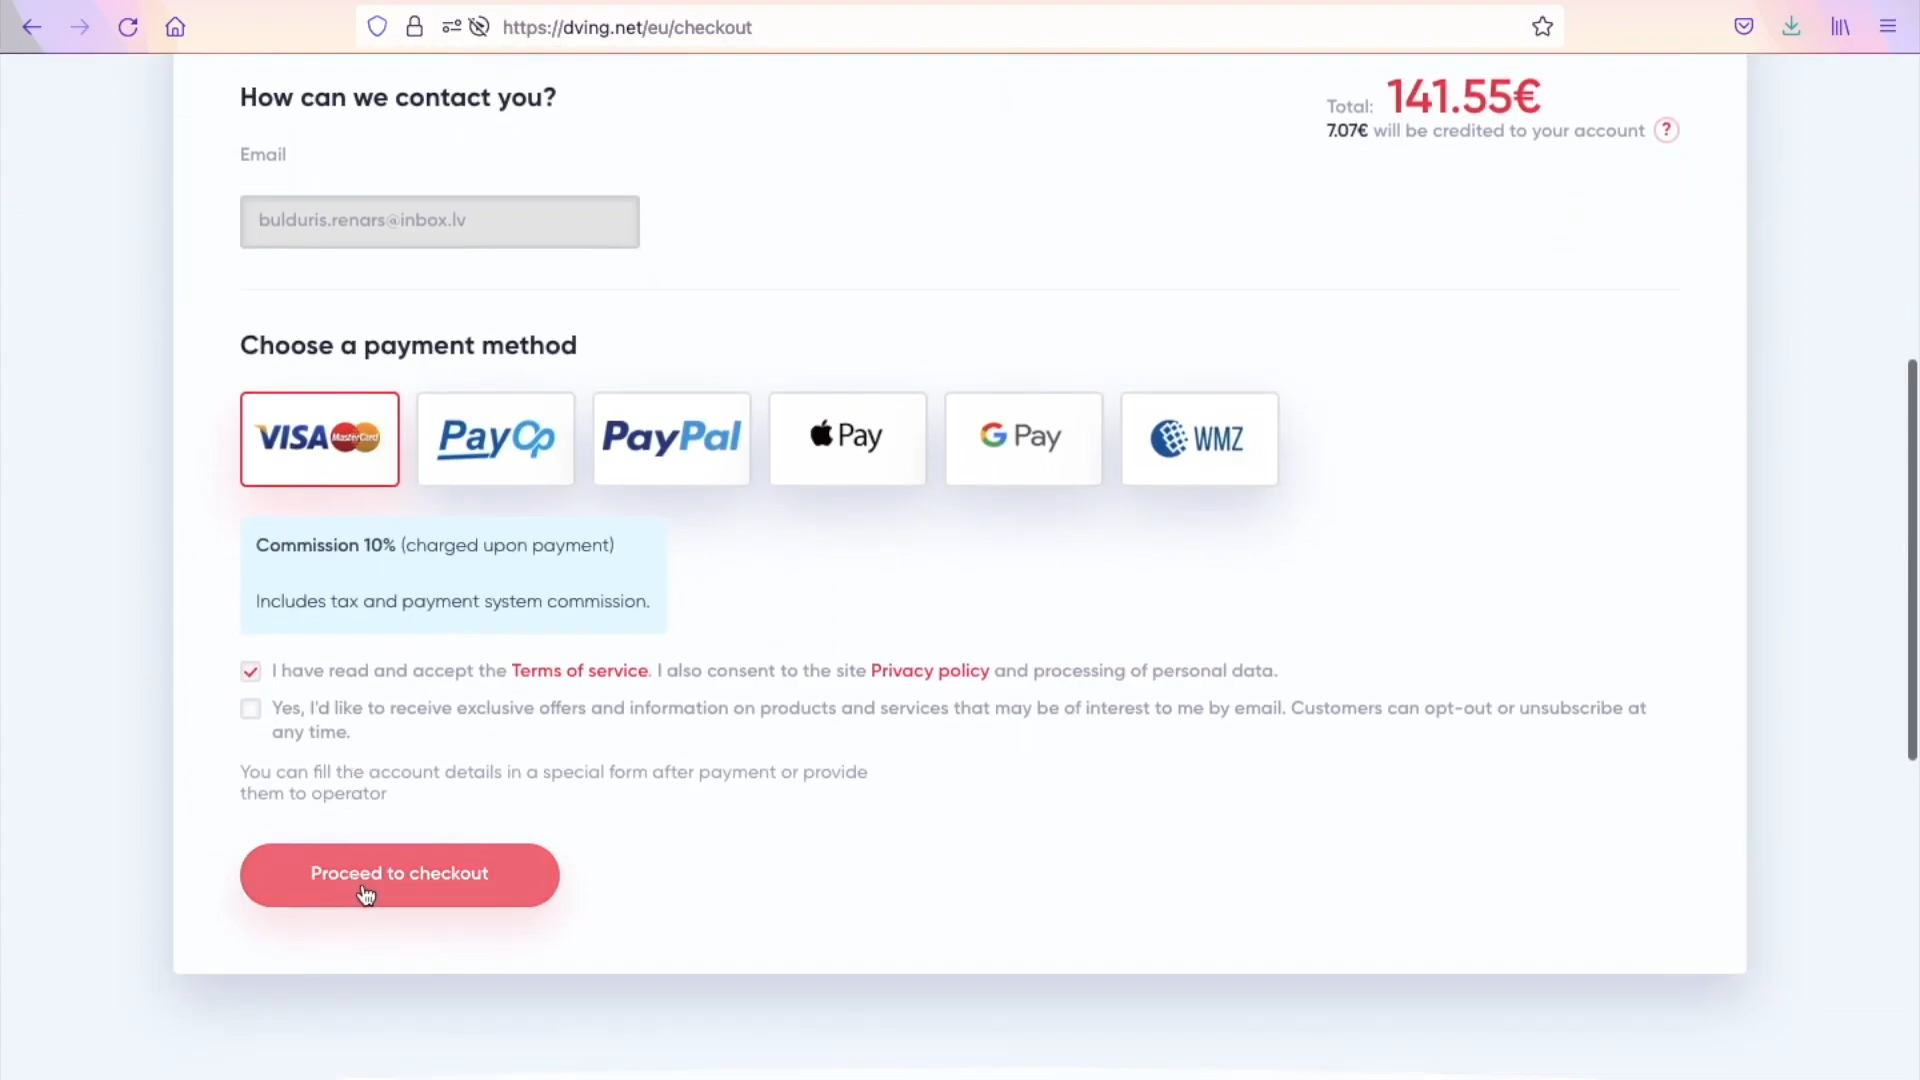 https://dving.net/eu/checkout
How can we contact you?
Total: 141.55€
7.07€ will be credited to your account ?
Email
bulduris.renars@inbox.lv
Choose a payment method
VISA MasterCard PayOp PayPal Pay G Pay WMZ
Commission 10% (charged upon payment)
Includes tax and payment system commission.
I have read and accept the Terms of service. I also consent to the site Privacy policy and processing of personal data.
Yes, I'd like to receive exclusive offers and information on products and services that may be of interest to me by email. Customers can opt-out or unsubscribe at
any time.
You can fill the account details in a special form after payment or provide
them to operator
Proceed to checkout